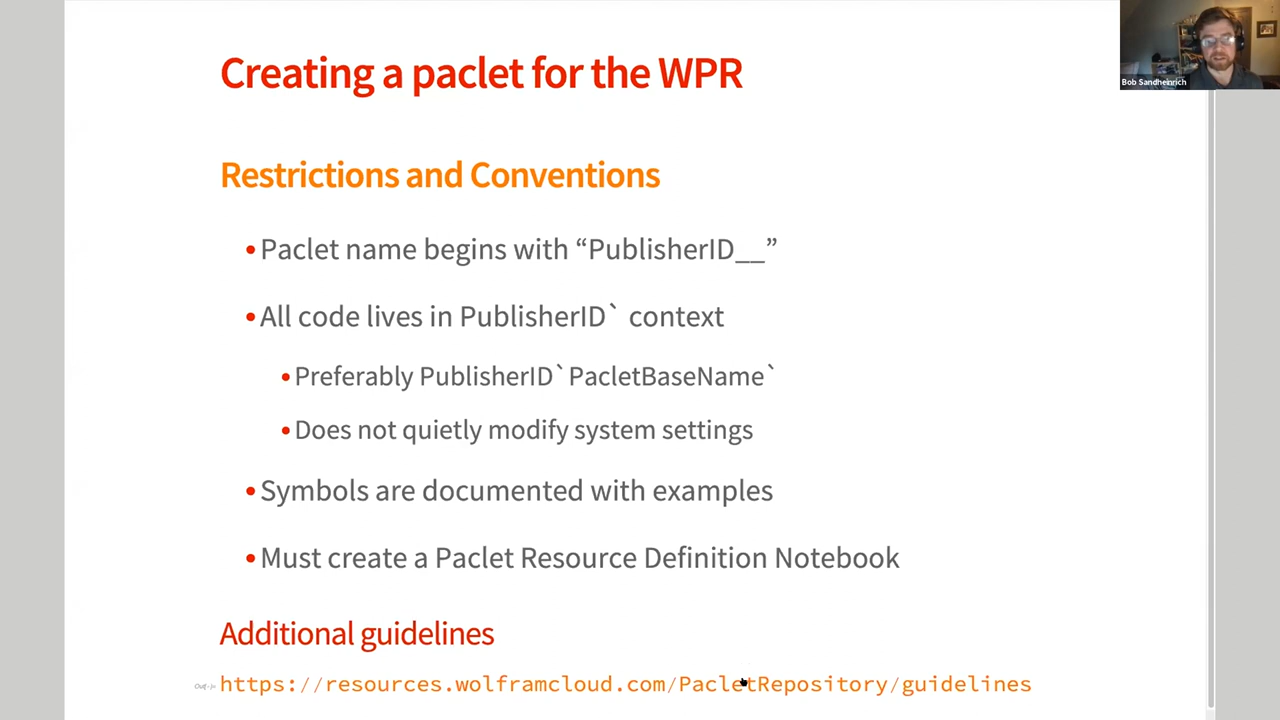 Creating a paclet for the WPR
Bob Sandheinrich
Restrictions and Conventions
•Paclet name begins with “PublisherID__”
•All code lives in PublisherID` context
•Preferably PublisherID`PacletBaseName`
•Does not quietly modify system settings
•Symbols are documented with examples
•Must create a Paclet Resource Definition Notebook
Additional guidelines
https://resources.wolframcloud.com/PacletRepository/guidelines